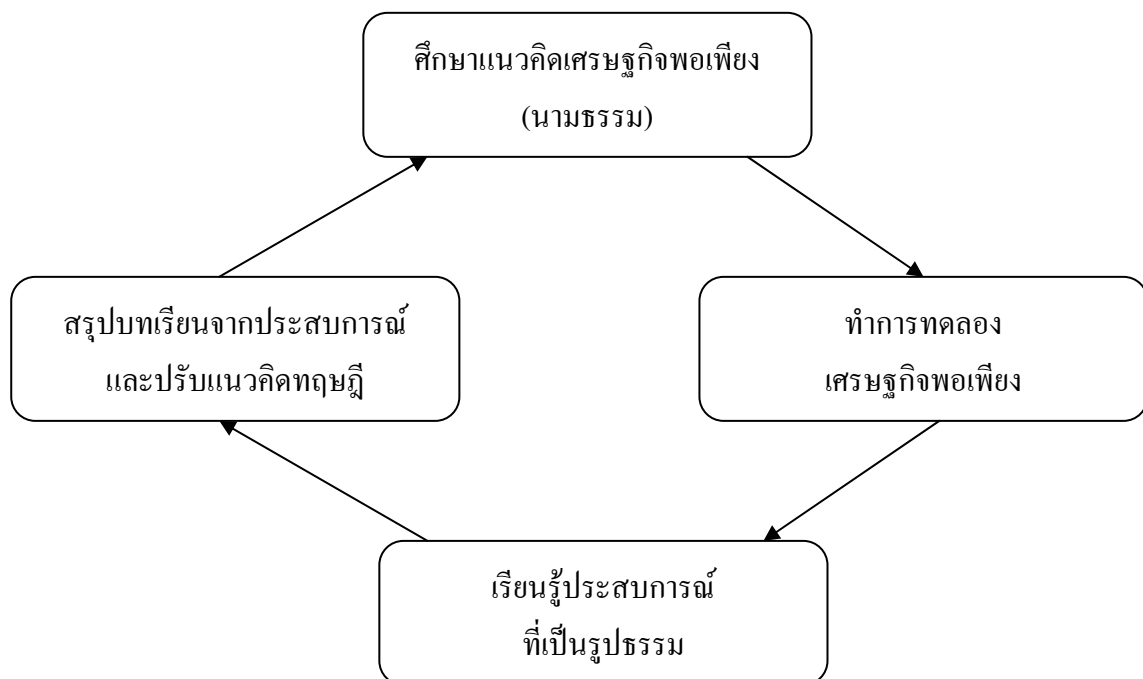 ศึกษาแนวคิดเศรษฐกิจพอเพียง
(นามธรรม)
สรุปบทเรียนจากประสบการณ์
และปรับแนวคิดทฤษฎี
ทำการทดลอง
เศรษฐกิจพอเพียง
เรียนรู้ประสบการณ์
ที่เป็นรูปธรรม